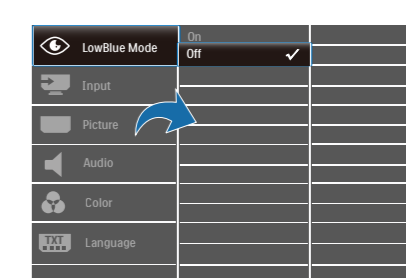 LowBlue Mode
On
Off
Input
Picture
Audio
Color
TXT
Language